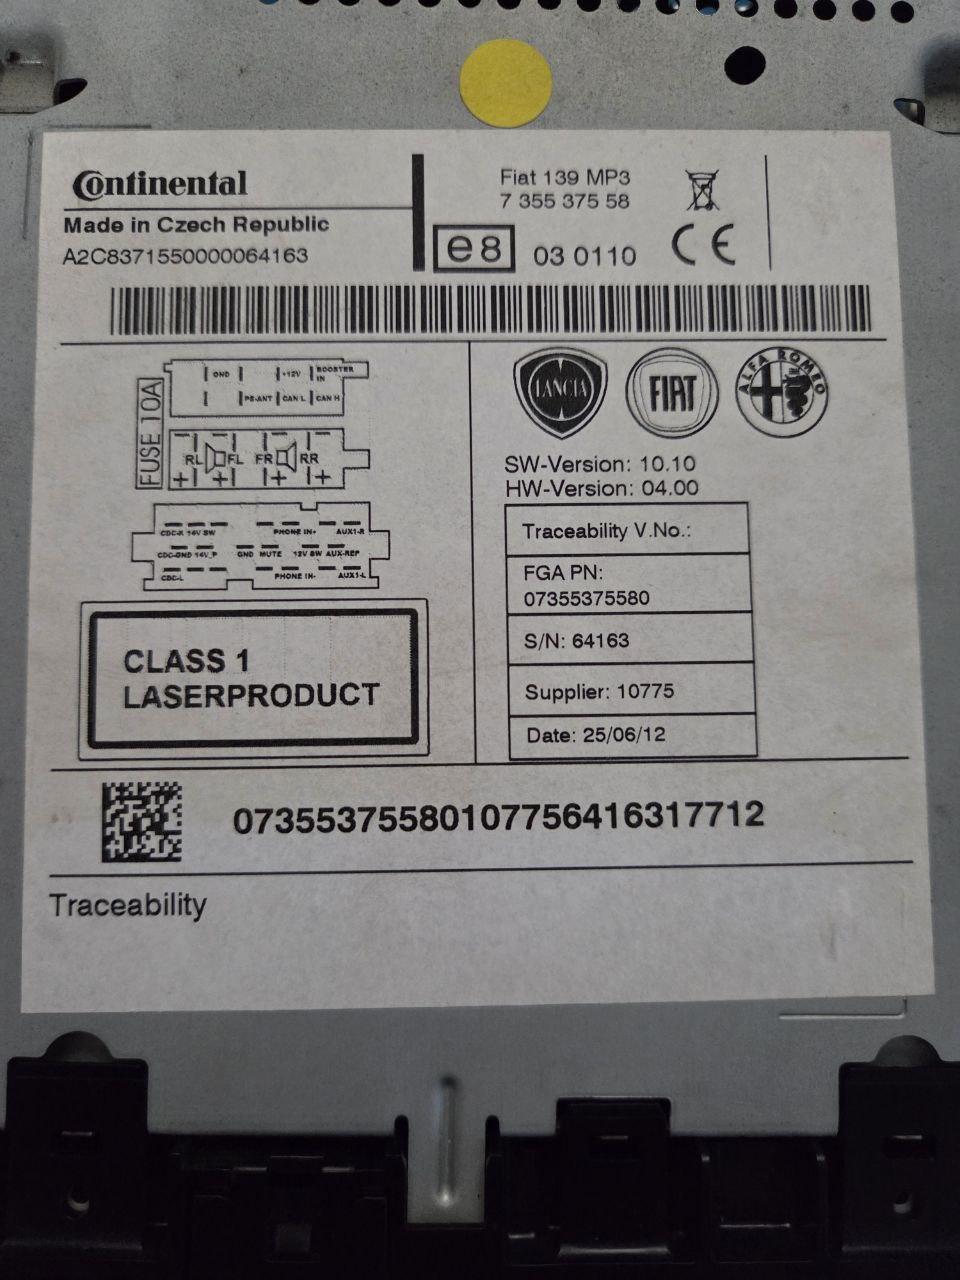 Continental
Made in Czech Republic
A2C8371550000064163
Fiat 139 MP3
7 355 375 58
e8 03 0110
CE
GND +12V BOOSTER IN
PS-ANT CAN L CAN H
FUSE 10A
RL FL FR RR
CDC-R 14V SW PHONE IN+ AUX1-R
CDC-GND 14V_P GND MUTE 12V SW AUX-REF
CDC-L PHONE IN- AUX1-L
CLASS 1
LASERPRODUCT
LANCIA
FIAT
ALFA ROMEO
SW-Version: 10.10
HW-Version: 04.00
Traceability V.No.:
FGA PN:
07355375580
S/N: 64163
Supplier: 10775
Date: 25/06/12
0735537558010775641631771​2
Traceability